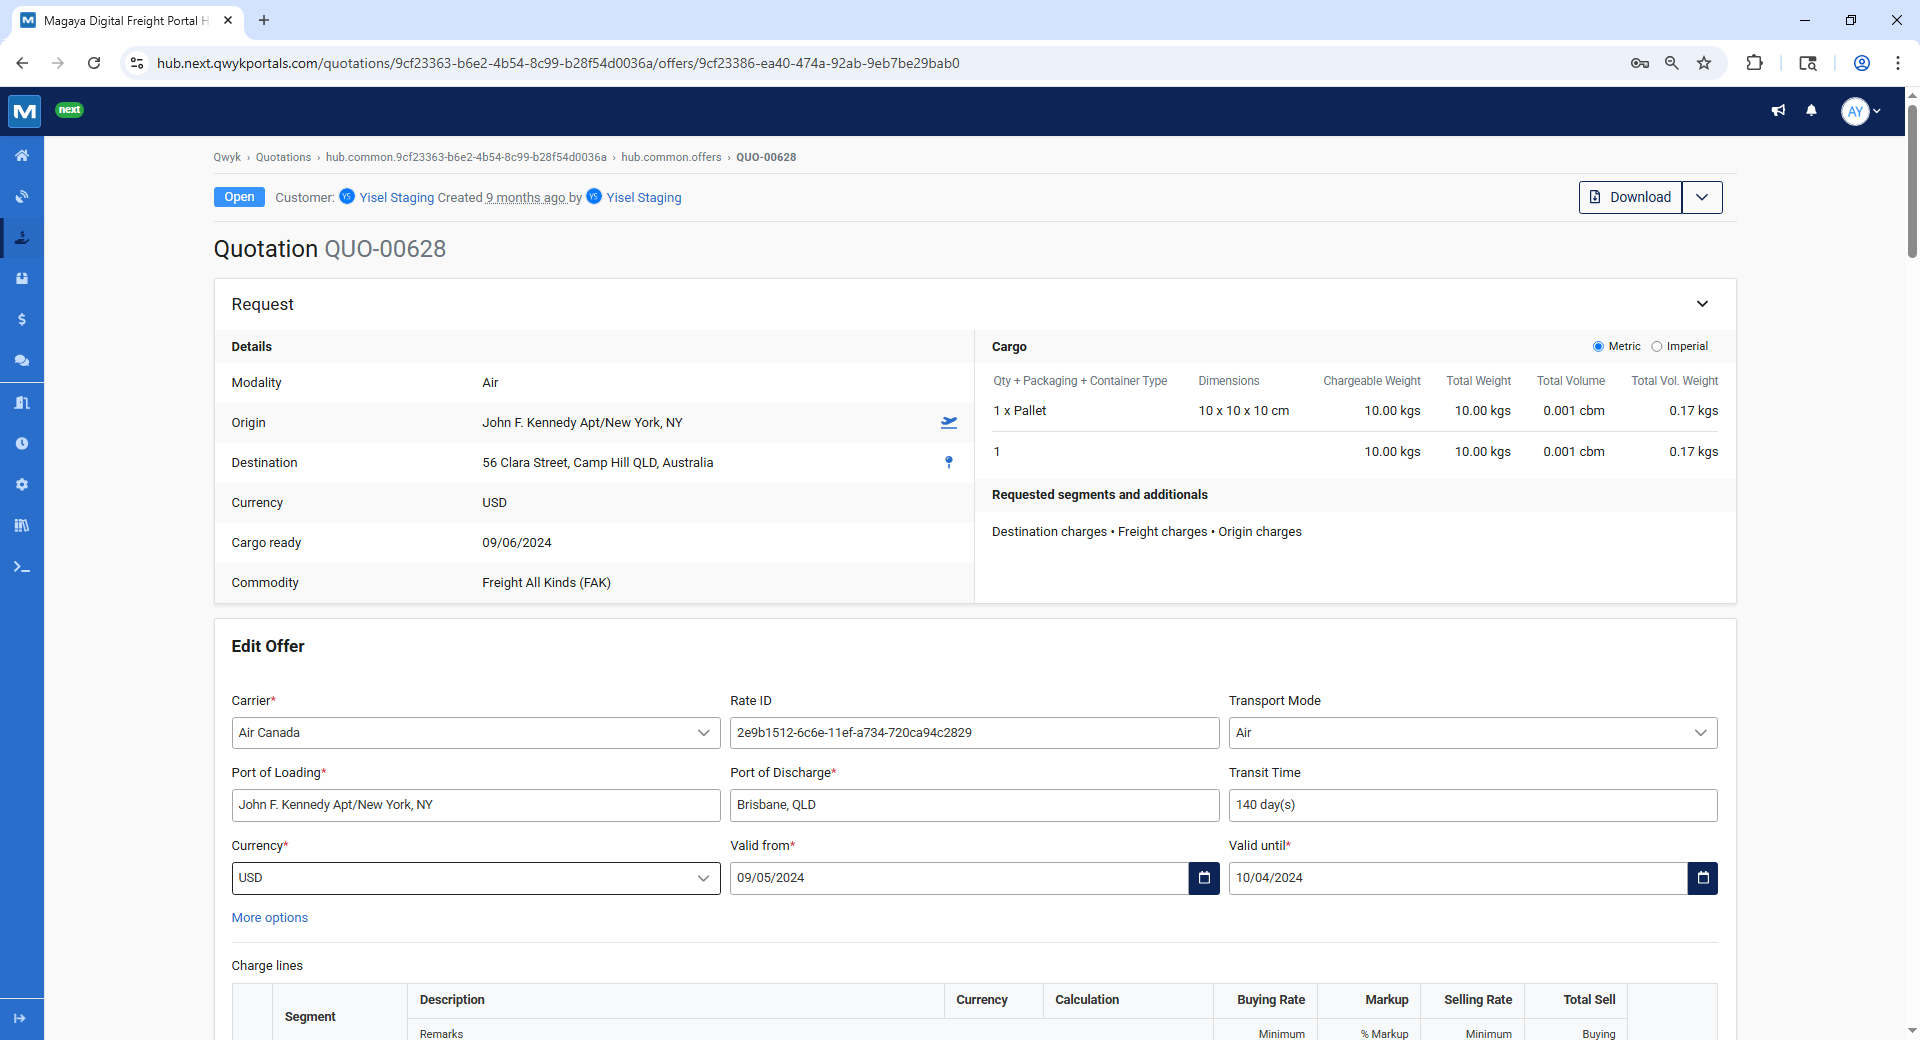 Magaya Digital Freight Portal H
hub.next.qwykportals.com/quotations/9cf23363-b6e2-4b54-8c99-b28f54d0036a/offers/9cf23386-ea40-474a-92ab-9eb7be29bab0
M next AY
Qwyk › Quotations › hub.common.9cf23363-b6e2-4b54-8c99-b28f54d0036a › hub.common.offers › QUO-00628
Open Customer: YS Yisel Staging Created 9 months ago by YS Yisel Staging Download
Quotation QUO-00628
Request
Details
Modality Air
Origin John F. Kennedy Apt/New York, NY
Destination 56 Clara Street, Camp Hill QLD, Australia
Currency USD
Cargo ready 09/06/2024
Commodity Freight All Kinds (FAK)
Cargo Metric Imperial
Qty + Packaging + Container Type Dimensions Chargeable Weight Total Weight Total Volume Total Vol. Weight
1 x Pallet 10 x 10 x 10 cm 10.00 kgs 10.00 kgs 0.001 cbm 0.17 kgs
1 10.00 kgs 10.00 kgs 0.001 cbm 0.17 kgs
Requested segments and additionals
Destination charges • Freight charges • Origin charges
Edit Offer
Carrier* Rate ID Transport Mode
Air Canada 2e9b1512-6c6e-11ef-a734-720ca94c2829 Air
Port of Loading* Port of Discharge* Transit Time
John F. Kennedy Apt/New York, NY Brisbane, QLD 140 day(s)
Currency* Valid from* Valid until*
USD 09/05/2024 10/04/2024
More options
Charge lines
Segment Description Currency Calculation Buying Rate Markup Selling Rate Total Sell
Remarks Minimum % Markup Minimum Buying